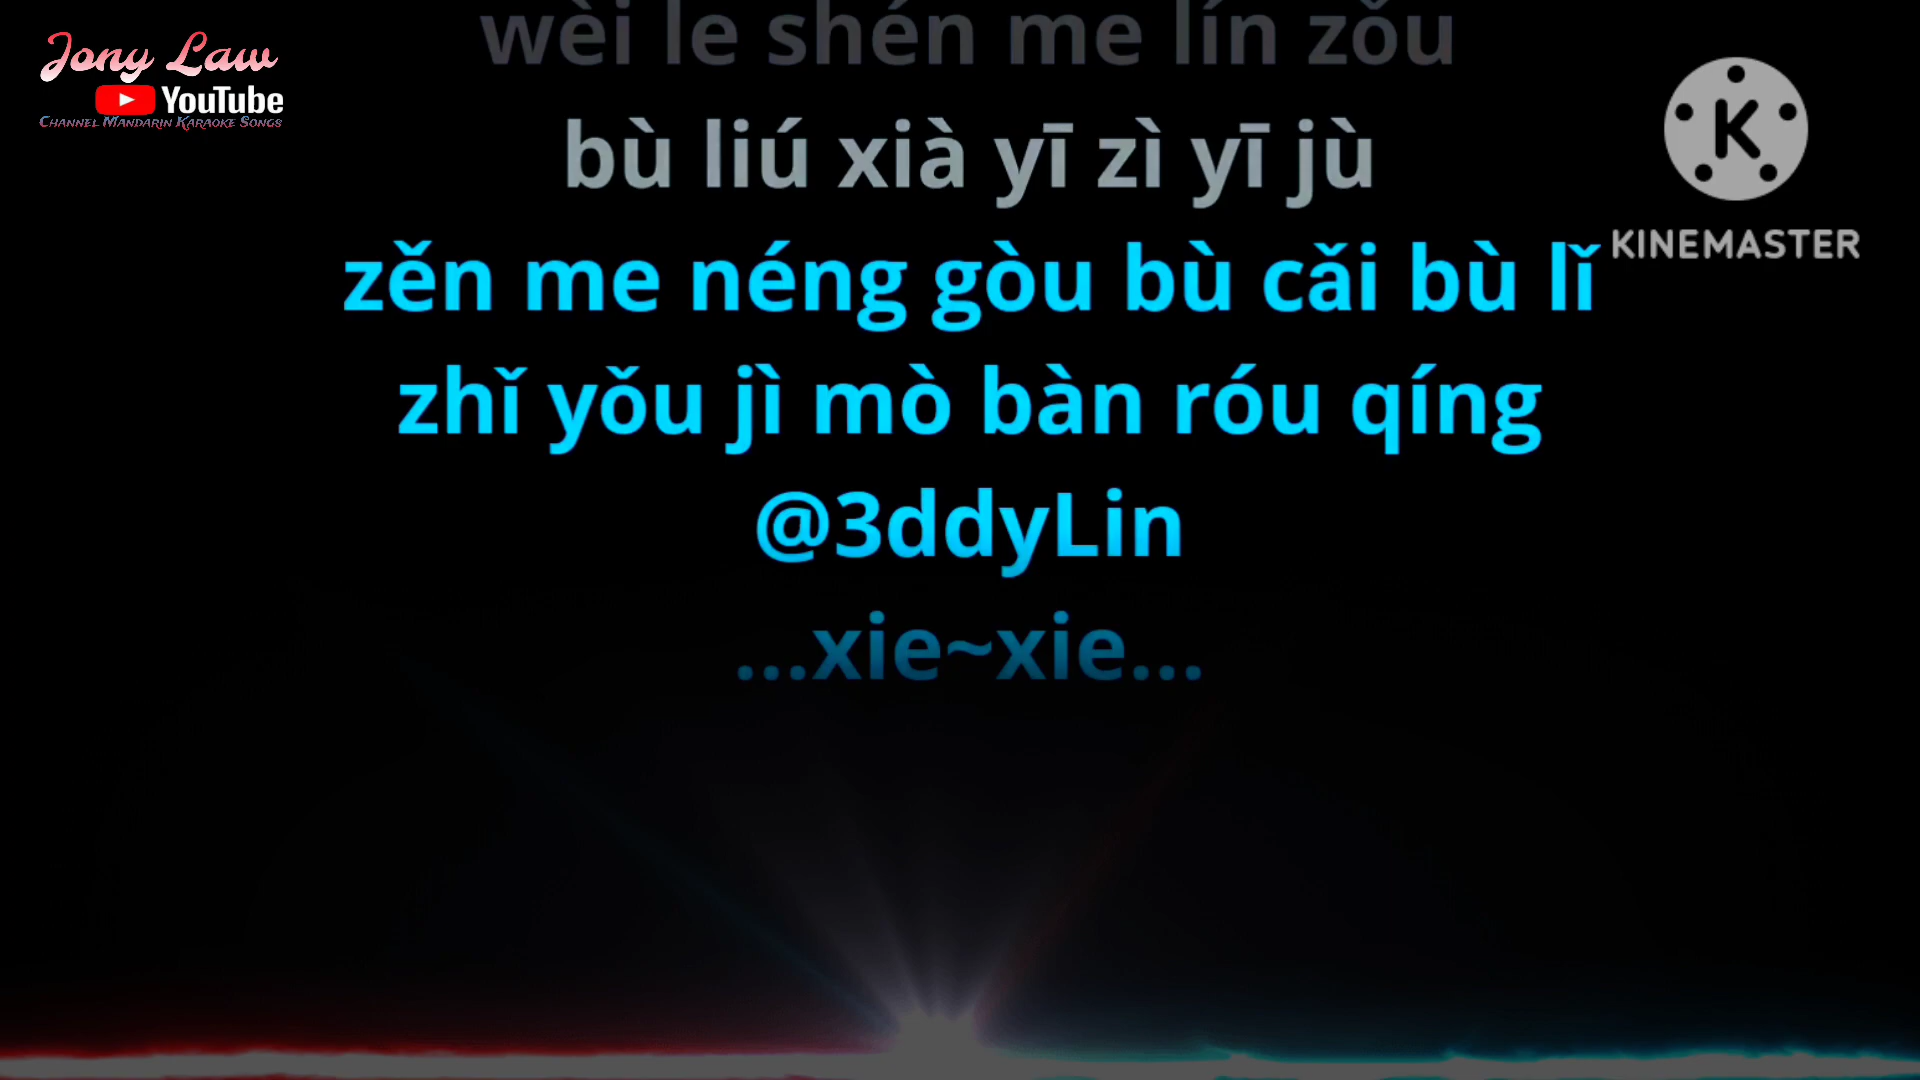 wèi le shén me lín zǒu
Jony Law
YouTube
Channel Mandarin Karaoke Songs
bù liú xià yī zì yī jù
K
KINEMASTER
zěn me néng gòu bù cǎi bù lǐ
zhǐ yǒu jì mò bàn róu qíng
@3ddyLin
...xie~xie...